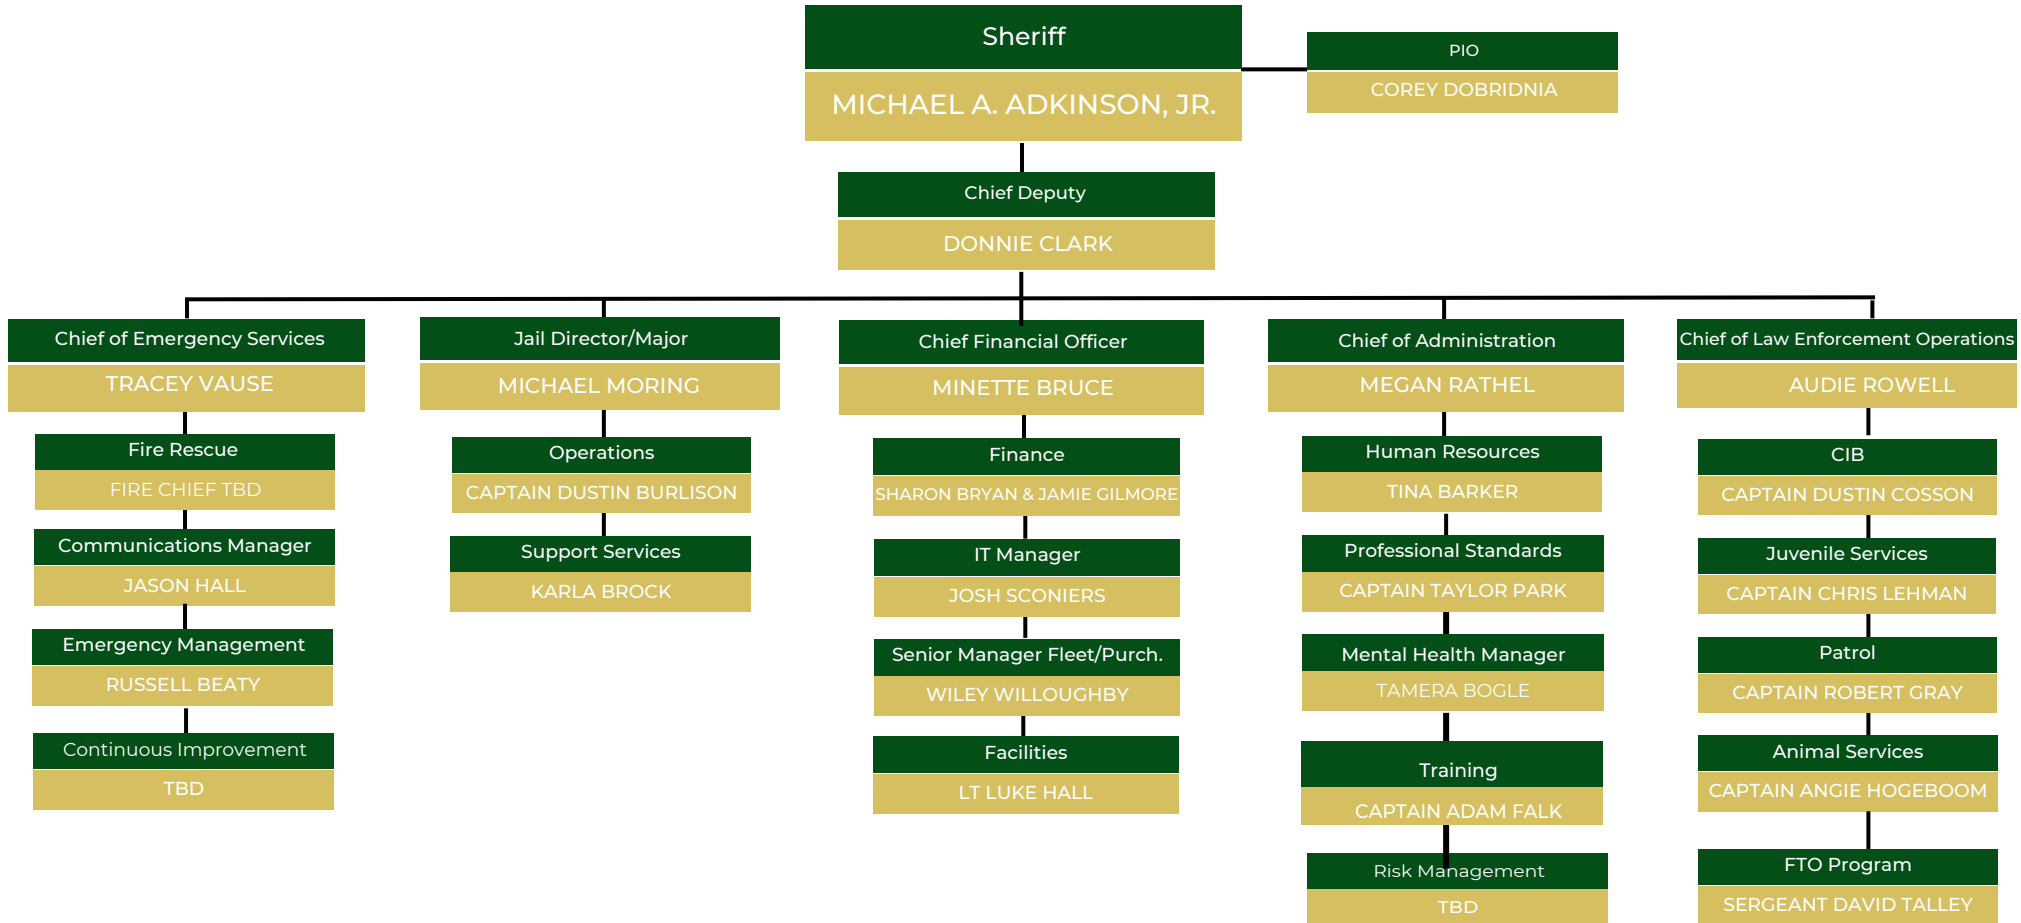 Sheriff
MICHAEL A. ADKINSON, JR.
PIO
COREY DOBRIDNIA
Chief Deputy
DONNIE CLARK
Chief of Emergency Services
TRACEY VAUSE
Fire Rescue
FIRE CHIEF TBD
Communications Manager
JASON HALL
Emergency Management
RUSSELL BEATY
Continuous Improvement
TBD
Jail Director/Major
MICHAEL MORING
Operations
CAPTAIN DUSTIN BURLISON
Support Services
KARLA BROCK
Chief Financial Officer
MINETTE BRUCE
Finance
SHARON BRYAN & JAMIE GILMORE
IT Manager
JOSH SCONIERS
Senior Manager Fleet/Purch.
WILEY WILLOUGHBY
Facilities
LT LUKE HALL
Chief of Administration
MEGAN RATHEL
Human Resources
TINA BARKER
Professional Standards
CAPTAIN TAYLOR PARK
Mental Health Manager
TAMERA BOGLE
Training
CAPTAIN ADAM FALK
Risk Management
TBD
Chief of Law Enforcement Operations
AUDIE ROWELL
CIB
CAPTAIN DUSTIN COSSON
Juvenile Services
CAPTAIN CHRIS LEHMAN
Patrol
CAPTAIN ROBERT GRAY
Animal Services
CAPTAIN ANGIE HOGEBOOM
FTO Program
SERGEANT DAVID TALLEY